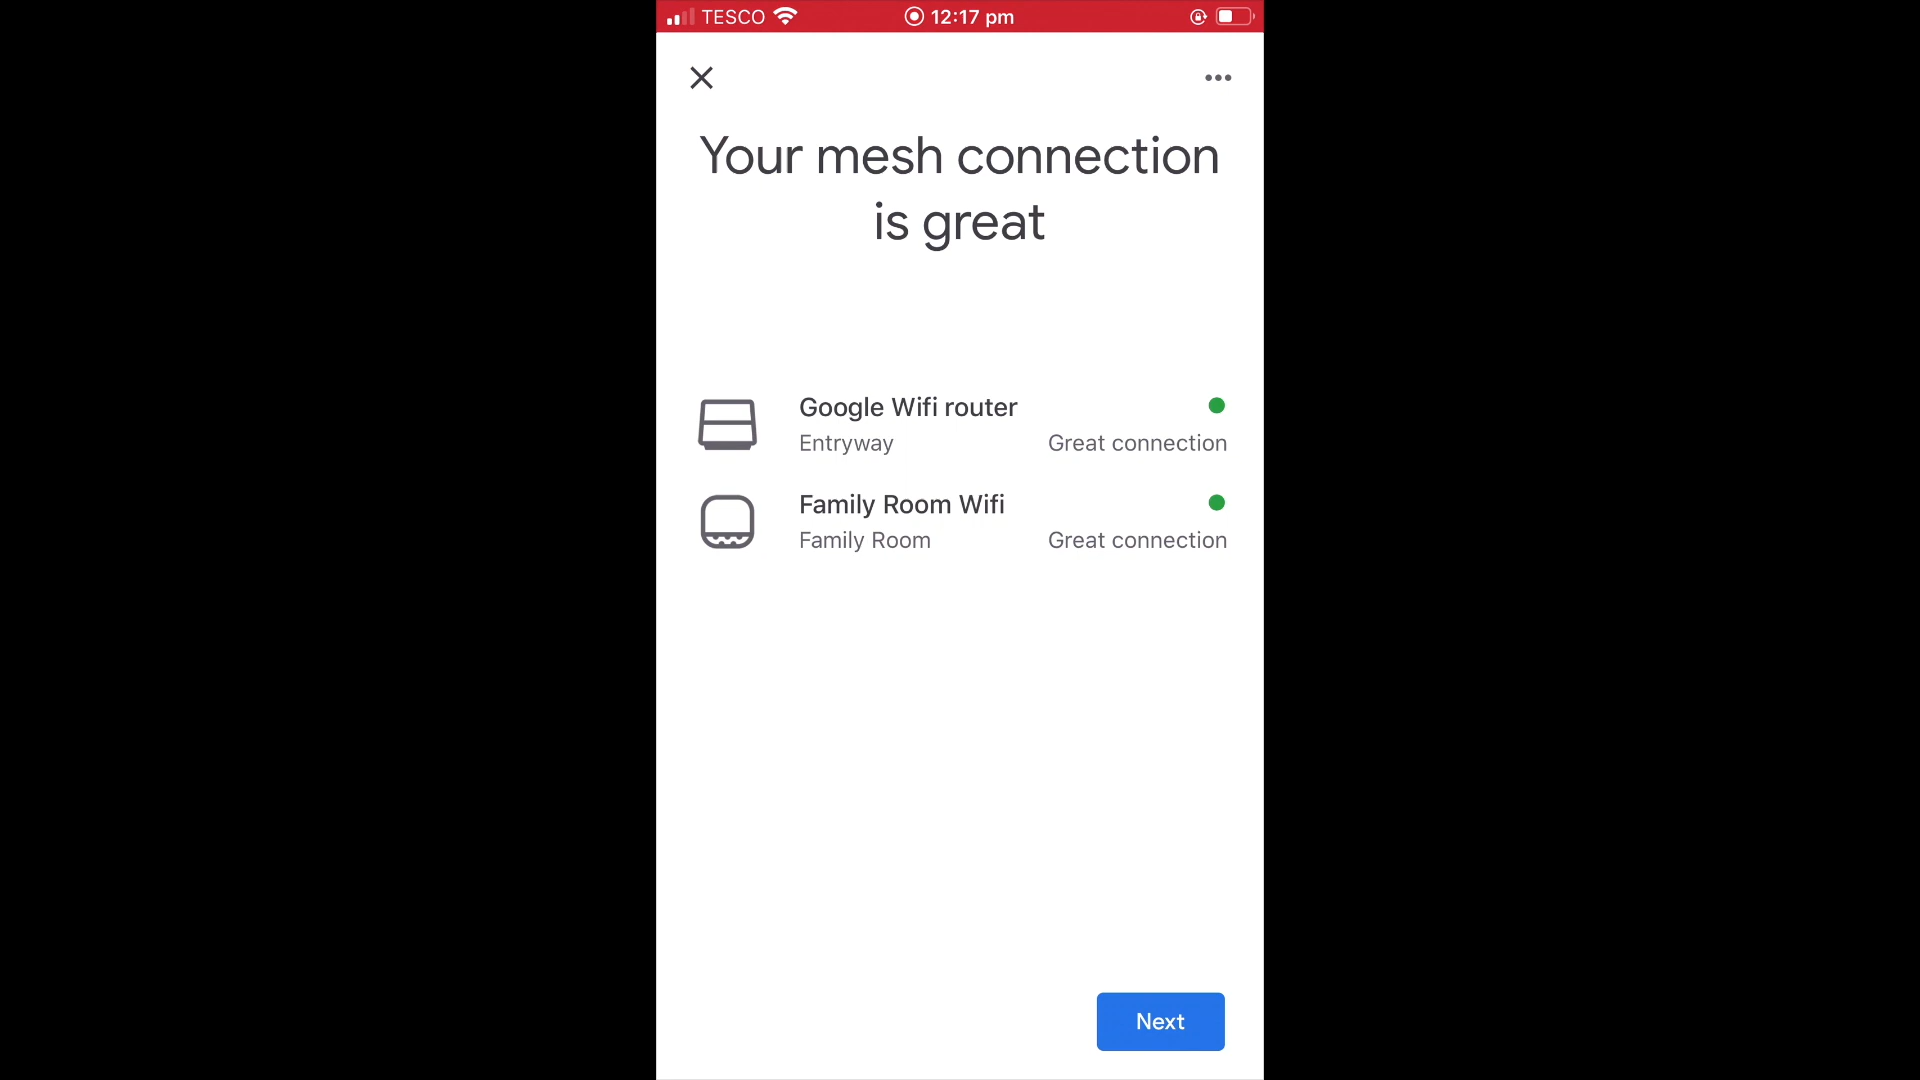 TESCO 12:17 pm
Your mesh connection
is great
Google Wifi router
Entryway Great connection
Family Room Wifi
Family Room Great connection
Next